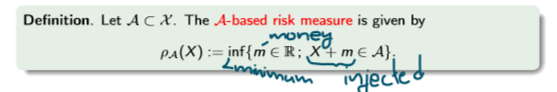 Definition. Let 𝒜 ⊂ 𝒳. The 𝒜-based risk measure is given by
money
ρ_𝒜(X) := inf{m ∈ ℝ ; X + m ∈ 𝒜}.
minimum injected